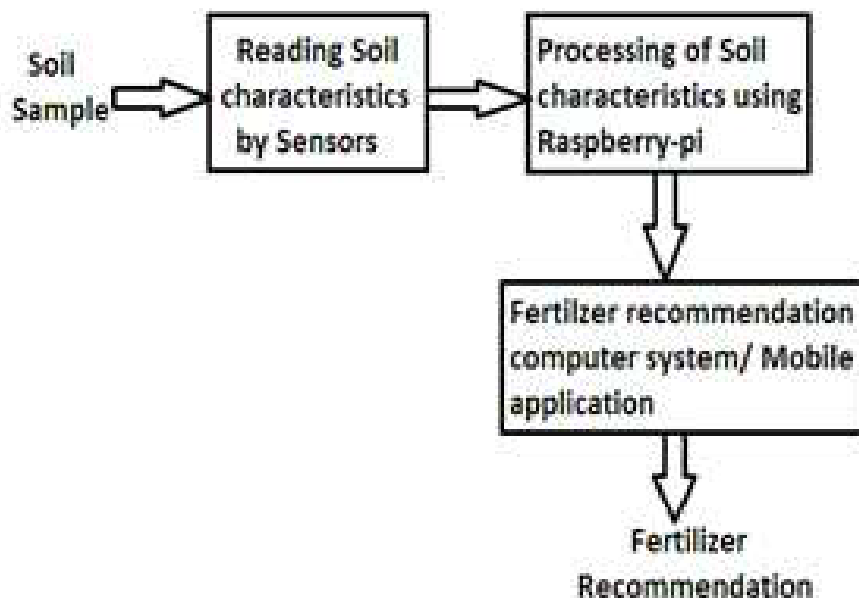 Soil
Sample
Reading Soil
characteristics
by Sensors
Processing of Soil
characteristics using
Raspberry-pi
Fertilzer recommendation
computer system/ Mobile
application
Fertilizer
Recommendation